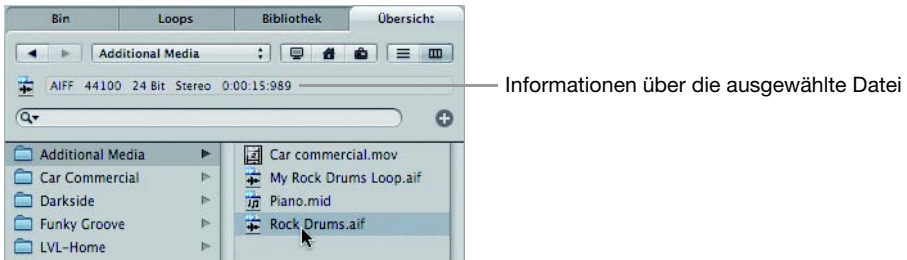 Bin Loops Bibliothek Übersicht
Additional Media
AIFF 44100 24 Bit Stereo 0:00:15:989
Informationen über die ausgewählte Datei
Additional Media
Car commercial.mov
Car Commercial
My Rock Drums Loop.aif
Darkside
Piano.mid
Funky Groove
Rock Drums.aif
LVL-Home